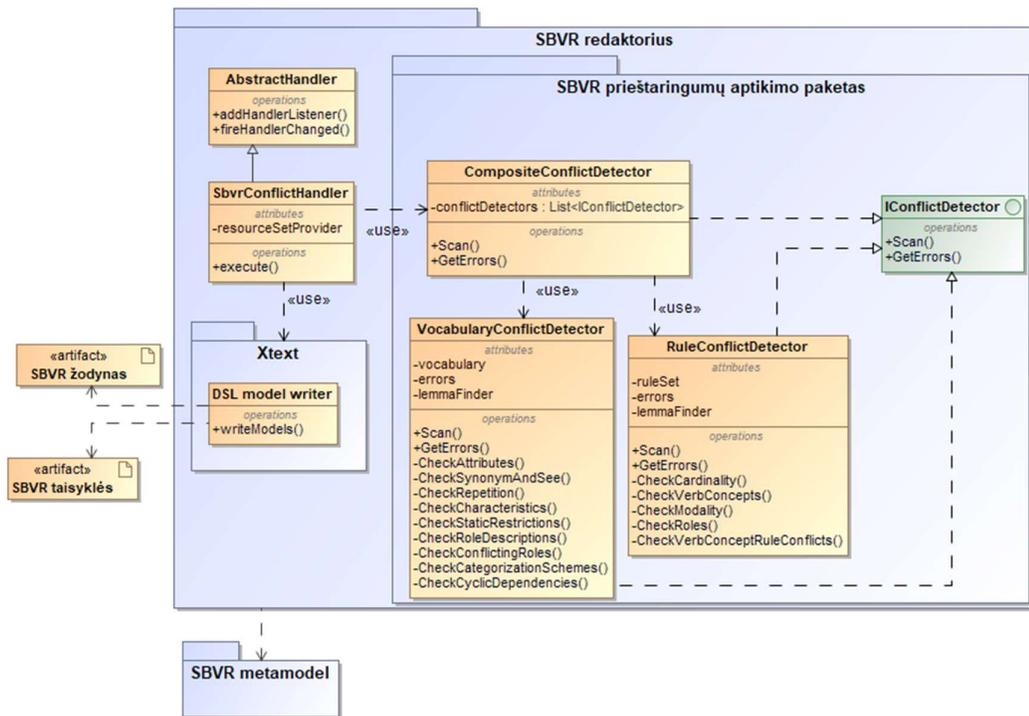 SBVR redaktorius
SBVR prieštaringumų aptikimo paketas
AbstractHandler
operations
+addHandlerListener()
+fireHandlerChanged()
SbvrConflictHandler
attributes
-resourceSetProvider
operations
+execute()
«use»
«use»
CompositeConflictDetector
attributes
-conflictDetectors : List<IConflictDetector>
operations
+Scan()
+GetErrors()
IConflictDetector
operations
+Scan()
+GetErrors()
«use»
«use»
VocabularyConflictDetector
attributes
-vocabulary
-errors
-lemmaFinder
operations
+Scan()
+GetErrors()
-CheckAttributes()
-CheckSynonymAndSee()
-CheckRepetition()
-CheckCharacteristics()
-CheckStaticRestrictions()
-CheckRoleDescriptions()
-CheckConflictingRoles()
-CheckCategorizationSchemes()
-CheckCyclicDependencies()
RuleConflictDetector
attributes
-ruleSet
-errors
-lemmaFinder
operations
+Scan()
+GetErrors()
-CheckCardinality()
-CheckVerbConcepts()
-CheckModality()
-CheckRoles()
-CheckVerbConceptRuleConflicts()
Xtext
DSL model writer
operations
+writeModels()
«artifact»
SBVR žodynas
«artifact»
SBVR taisyklės
SBVR metamodel